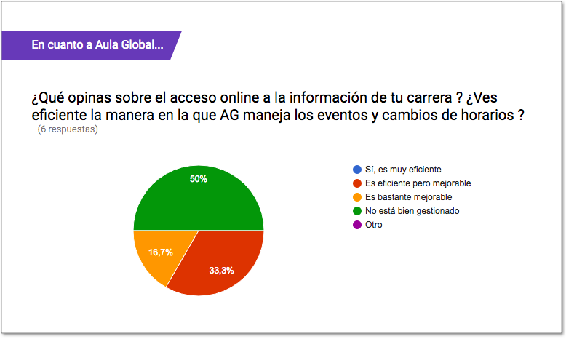 En cuanto a Aula Global...
¿Qué opinas sobre el acceso online a la información de tu carrera ? ¿Ves
eficiente la manera en la que AG maneja los eventos y cambios de horarios ?
(6 respuestas)
50%
16,7%
33,3%
Sí, es muy eficiente
Es eficiente pero mejorable
Es bastante mejorable
No está bien gestionado
Otro